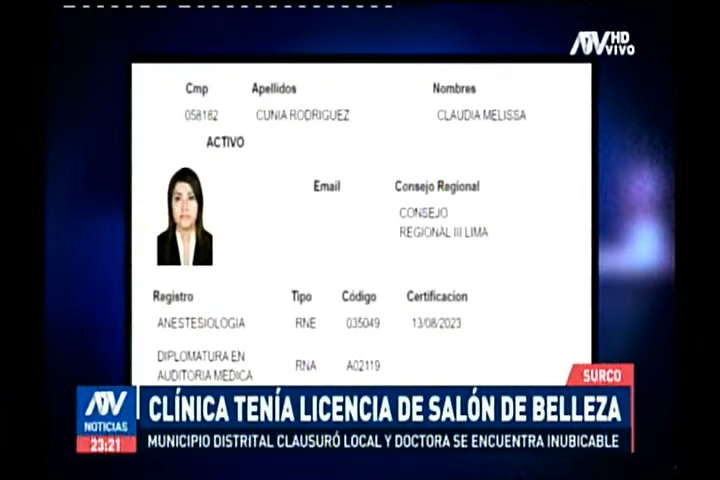 ATV HD
VIVO
Cmp Apellidos Nombres
058182 CUNIA RODRIGUEZ CLAUDIA MELISSA
ACTIVO
Email Consejo Regional
CONSEJO
REGIONAL III LIMA
Registro Tipo Código Certificacion
ANESTESIOLOGIA RNE 035049 13/08/2023
DIPLOMATURA EN
AUDITORIA MEDICA RNA A02119
SURCO
ATV
NOTICIAS
23:21
CLÍNICA TENÍA LICENCIA DE SALÓN DE BELLEZA
MUNICIPIO DISTRITAL CLAUSURÓ LOCAL Y DOCTORA SE ENCUENTRA INUBICABLE